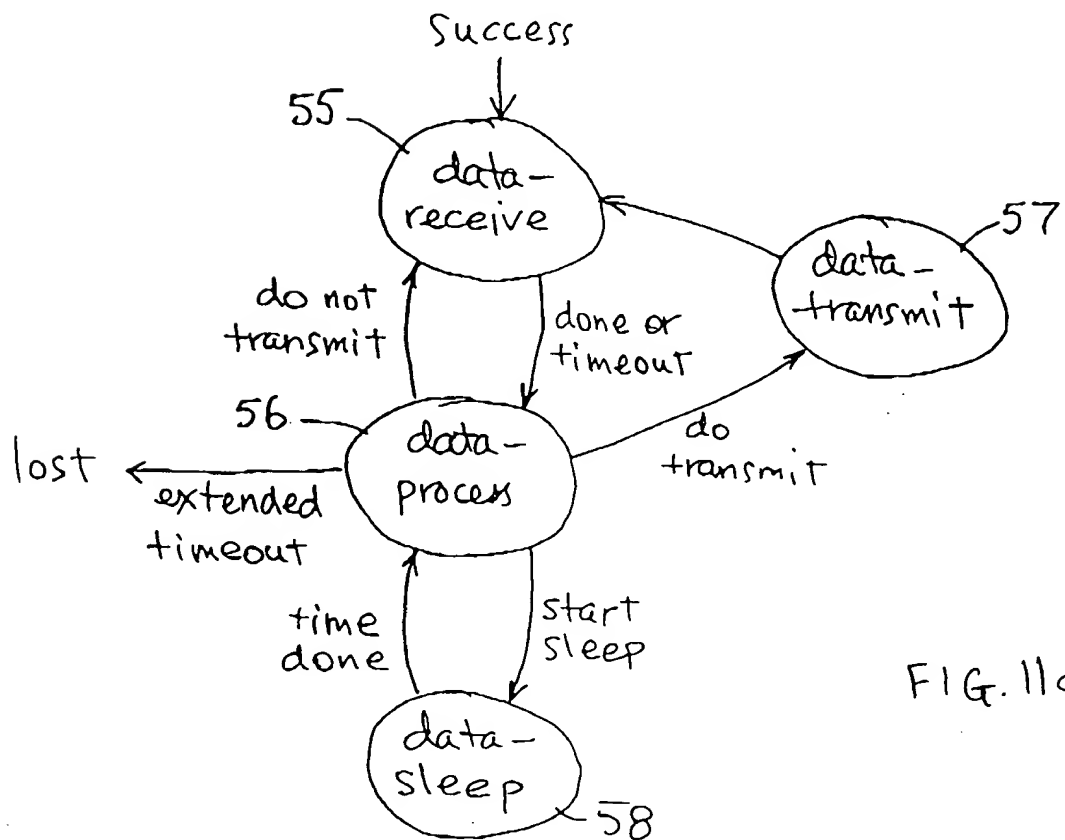 Success
55
data-
receive
57
data-
transmit
do not
transmit
done or
timeout
56
data-
process
do
transmit
lost
extended
timeout
time
done
start
sleep
data-
sleep
58
FIG. 11